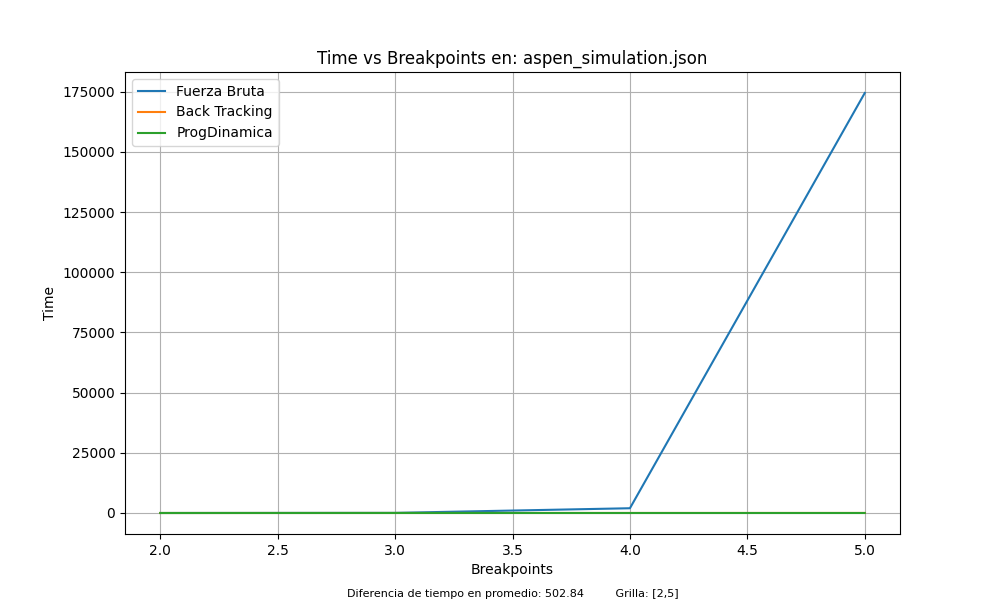 Time vs Breakpoints en: aspen_simulation.json
Fuerza Bruta
Back Tracking
ProgDinamica
175000
150000
125000
100000
75000
50000
25000
0
Time
2.0 2.5 3.0 3.5 4.0 4.5 5.0
Breakpoints
Diferencia de tiempo en promedio: 502.84 Grilla: [2,5]